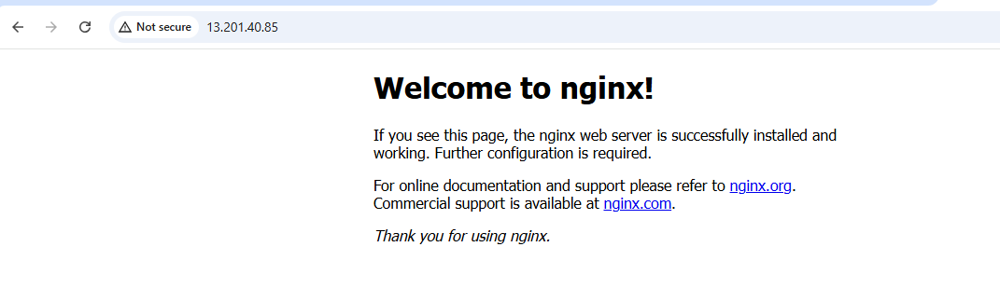 Not secure 13.201.40.85
Welcome to nginx!
If you see this page, the nginx web server is successfully installed and
working. Further configuration is required.
For online documentation and support please refer to nginx.org.
Commercial support is available at nginx.com.
Thank you for using nginx.